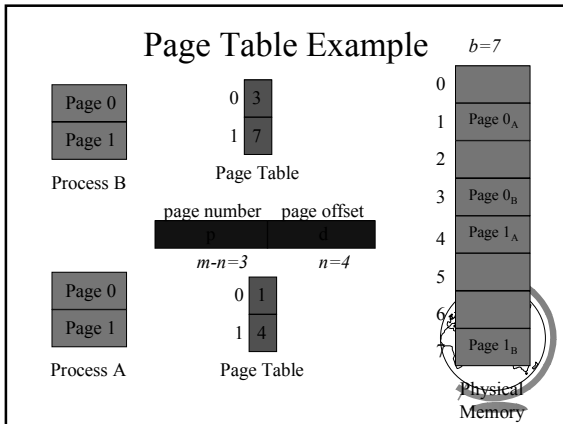 Page Table Example
b=7
Page 0
Page 1
Process B
0 3
1 7
Page Table
page number page offset
p d
m-n=3 n=4
Page 0
Page 1
Process A
0 1
1 4
Page Table
0
1 Page 0A
2
3 Page 0B
4 Page 1A
5
6
7 Page 1B
Physical
Memory